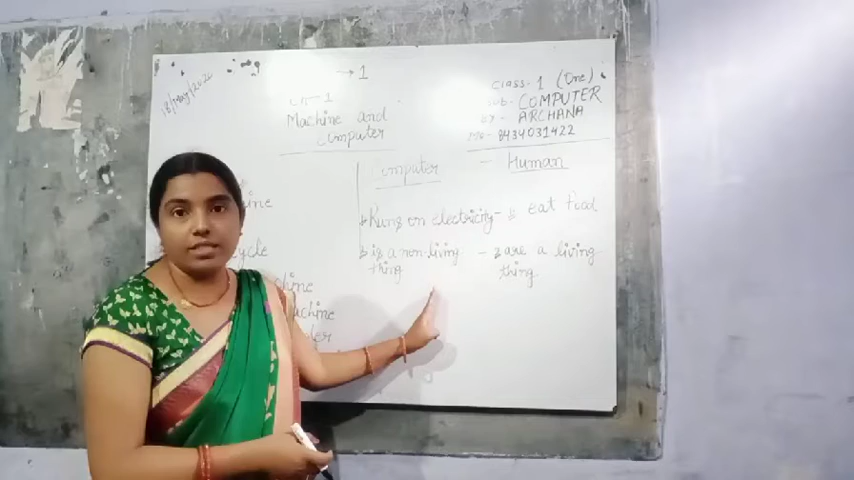 18/May/2021
→ 1
CH-1
Machine and
Computer
CLASS-1 (One)
SUB- COMPUTER
BY- ARCHANA
MO- 8434031422
Computer - Human
Runs on electricity - eat food
is a non-living - are a living
thing thing